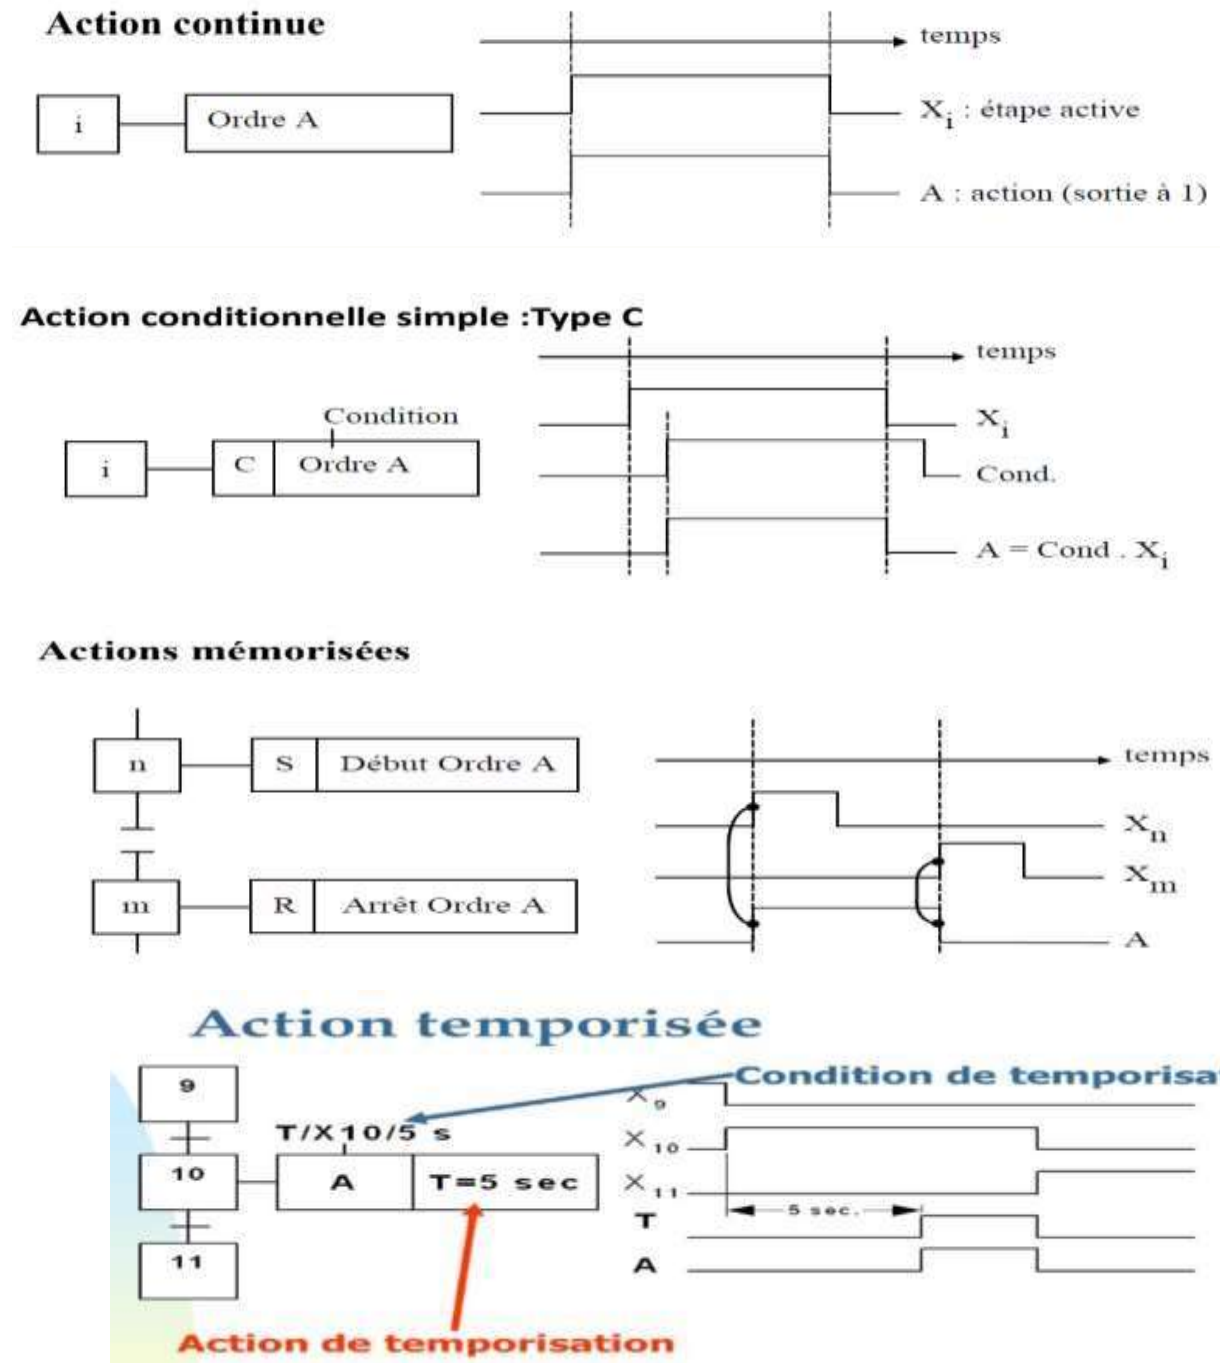 Action continue
temps
i
Ordre A
Xi : étape active
A : action (sortie à 1)
Action conditionnelle simple :Type C
temps
Condition
Xi
i
C
Ordre A
Cond.
A = Cond . Xi
Actions mémorisées
temps
n
S
Début Ordre A
Xn
Xm
m
R
Arrêt Ordre A
A
Action temporisée
Condition de temporisa
9
X9
T/X10/5 s
X10
10
A
T=5 sec
X11
5 sec.
T
11
A
Action de temporisation